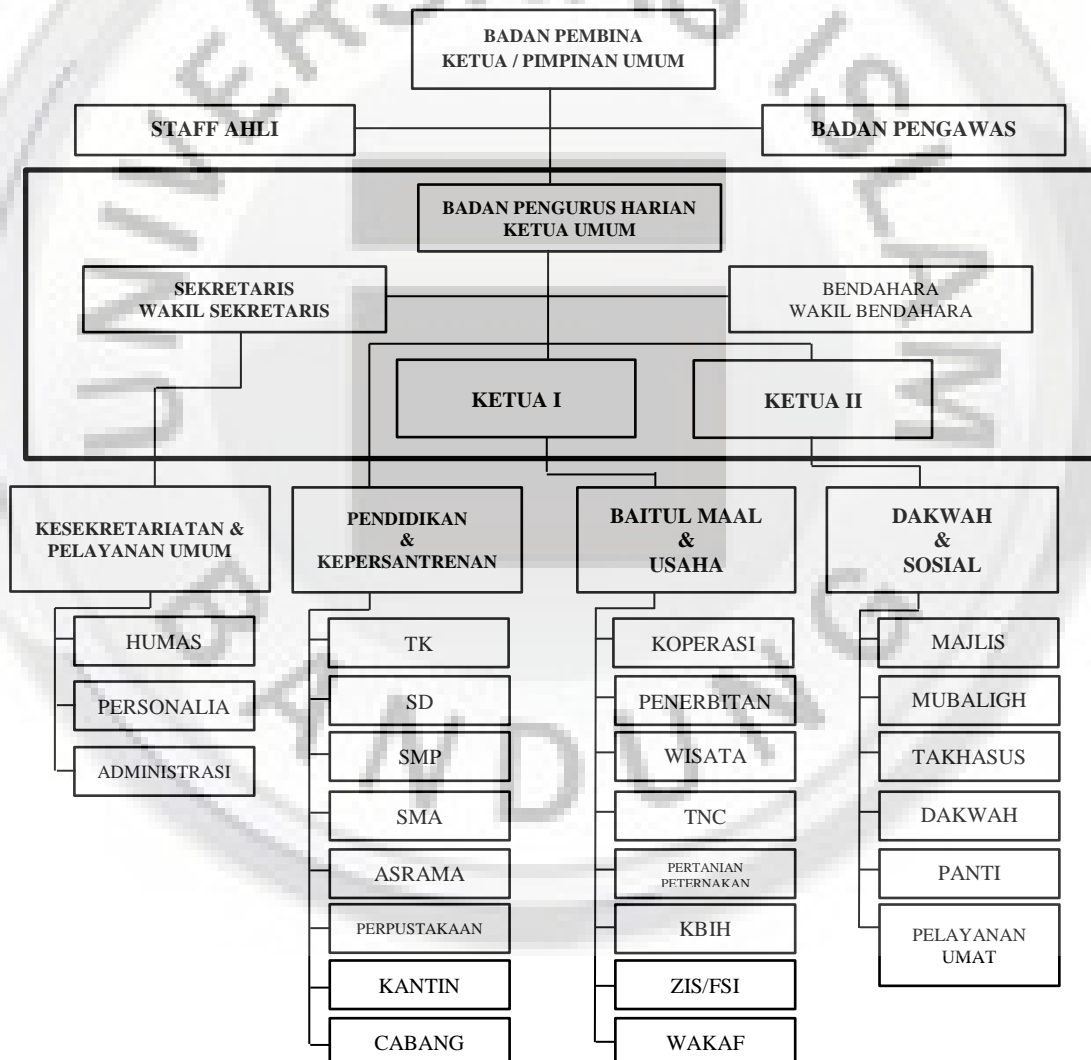 BADAN PEMBINA
KETUA / PIMPINAN UMUM
STAFF AHLI
BADAN PENGAWAS
BADAN PENGURUS HARIAN
KETUA UMUM
SEKRETARIS
WAKIL SEKRETARIS
BENDAHARA
WAKIL BENDAHARA
KETUA I
KETUA II
KESEKRETARIATAN &
PELAYANAN UMUM
PENDIDIKAN
&
KEPERSANTRENAN
BAITUL MAAL
&
USAHA
DAKWAH
&
SOSIAL
HUMAS
PERSONALIA
ADMINISTRASI
TK
SD
SMP
SMA
ASRAMA
PERPUSTAKAAN
KANTIN
CABANG
KOPERASI
PENERBITAN
WISATA
TNC
PERTANIAN
PETERNAKAN
KBIH
ZIS/FSI
WAKAF
MAJLIS
MUBALIGH
TAKHASUS
DAKWAH
PANTI
PELAYANAN
UMAT
UNIVERSITAS ISLAM
BANDUNG